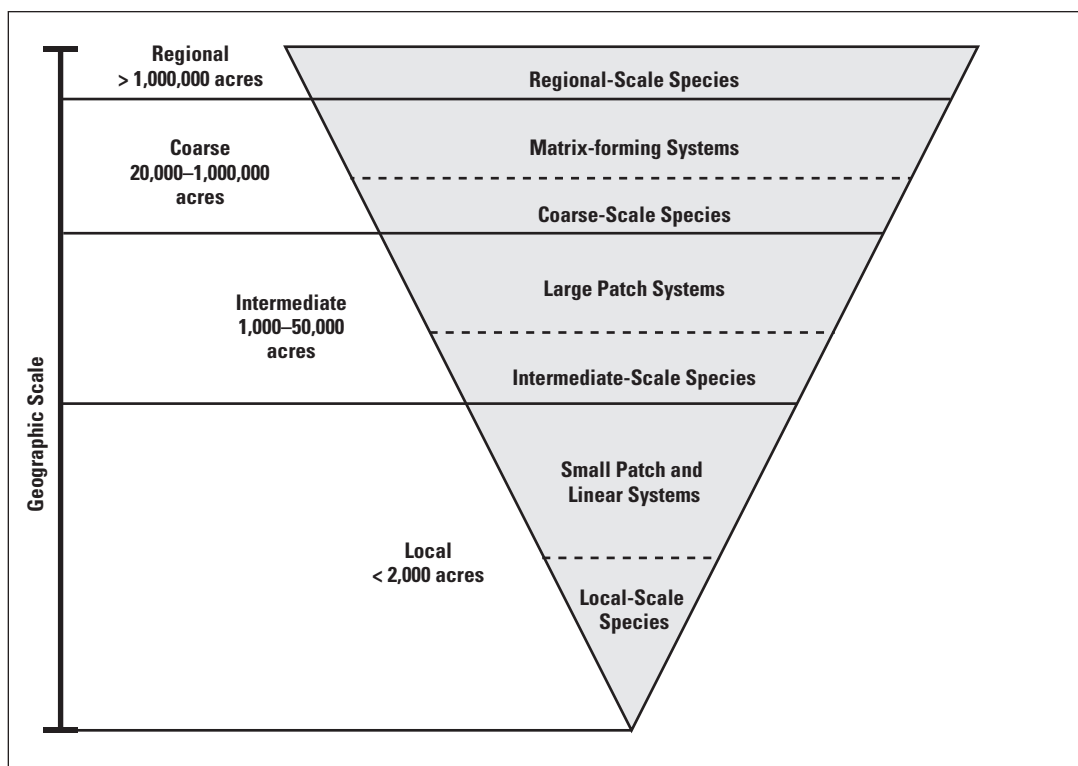 Geographic Scale
Regional
> 1,000,000 acres
Regional-Scale Species
Coarse
20,000–1,000,000
acres
Matrix-forming Systems
Coarse-Scale Species
Intermediate
1,000–50,000
acres
Large Patch Systems
Intermediate-Scale Species
Local
< 2,000 acres
Small Patch and
Linear Systems
Local-Scale
Species